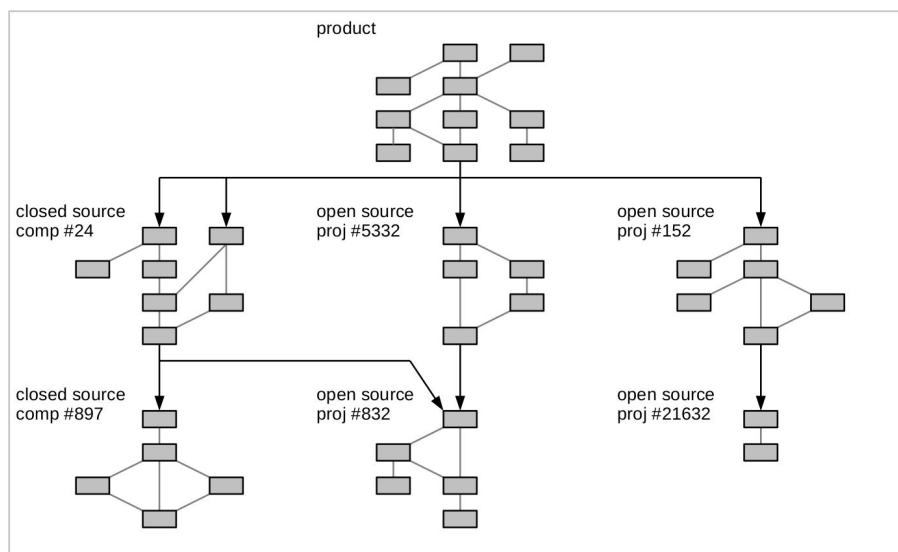 product
closed source
comp #24
open source
proj #5332
open source
proj #152
closed source
comp #897
open source
proj #832
open source
proj #21632